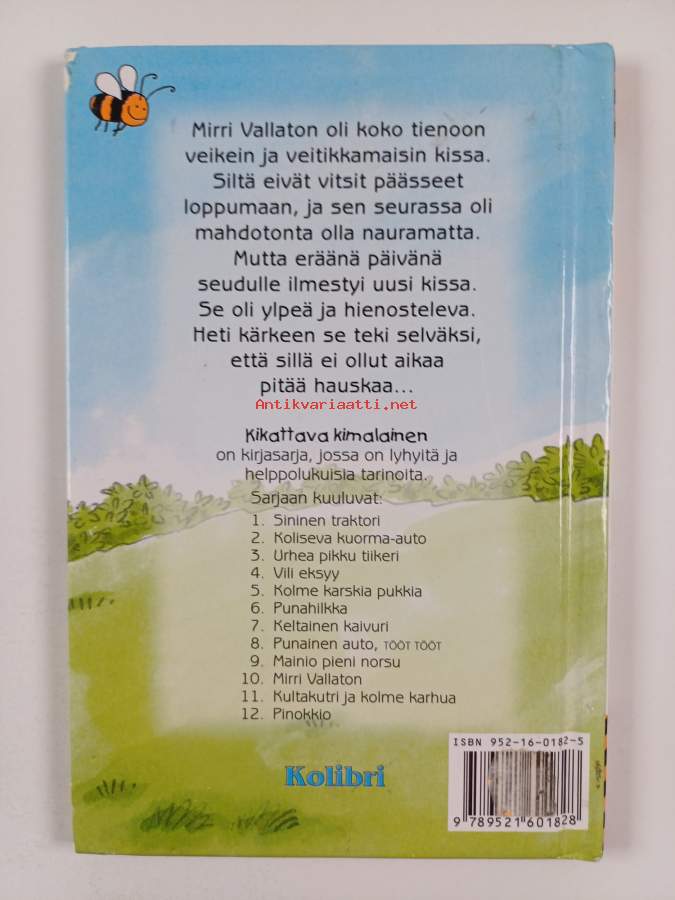 Mirri Vallaton oli koko tienoon
veikein ja veitikkamaisin kissa.
Siltä eivät vitsit päässeet
loppumaan, ja sen seurassa oli
mahdotonta olla nauramatta.
Mutta eräänä päivänä
seudulle ilmestyi uusi kissa.
Se oli ylpeä ja hienosteleva.
Heti kärkeen se teki selväksi,
että sillä ei ollut aikaa
pitää hauskaa...
Antikvariaatti.net
Kikattava kimalainen
on kirjasarja, jossa on lyhyitä ja
helppolukuisia tarinoita.
Sarjaan kuuluvat:
1. Sininen traktori
2. Koliseva kuorma-auto
3. Urhea pikku tiikeri
4. Vili eksyy
5. Kolme karskia pukkia
6. Punahilkka
7. Keltainen kaivuri
8. Punainen auto, TÖÖT TÖÖT
9. Mainio pieni norsu
10. Mirri Vallaton
11. Kultakutri ja kolme karhua
12. Pinokkio
Kolibri
ISBN 952-16-0182-5
9 789521 601828